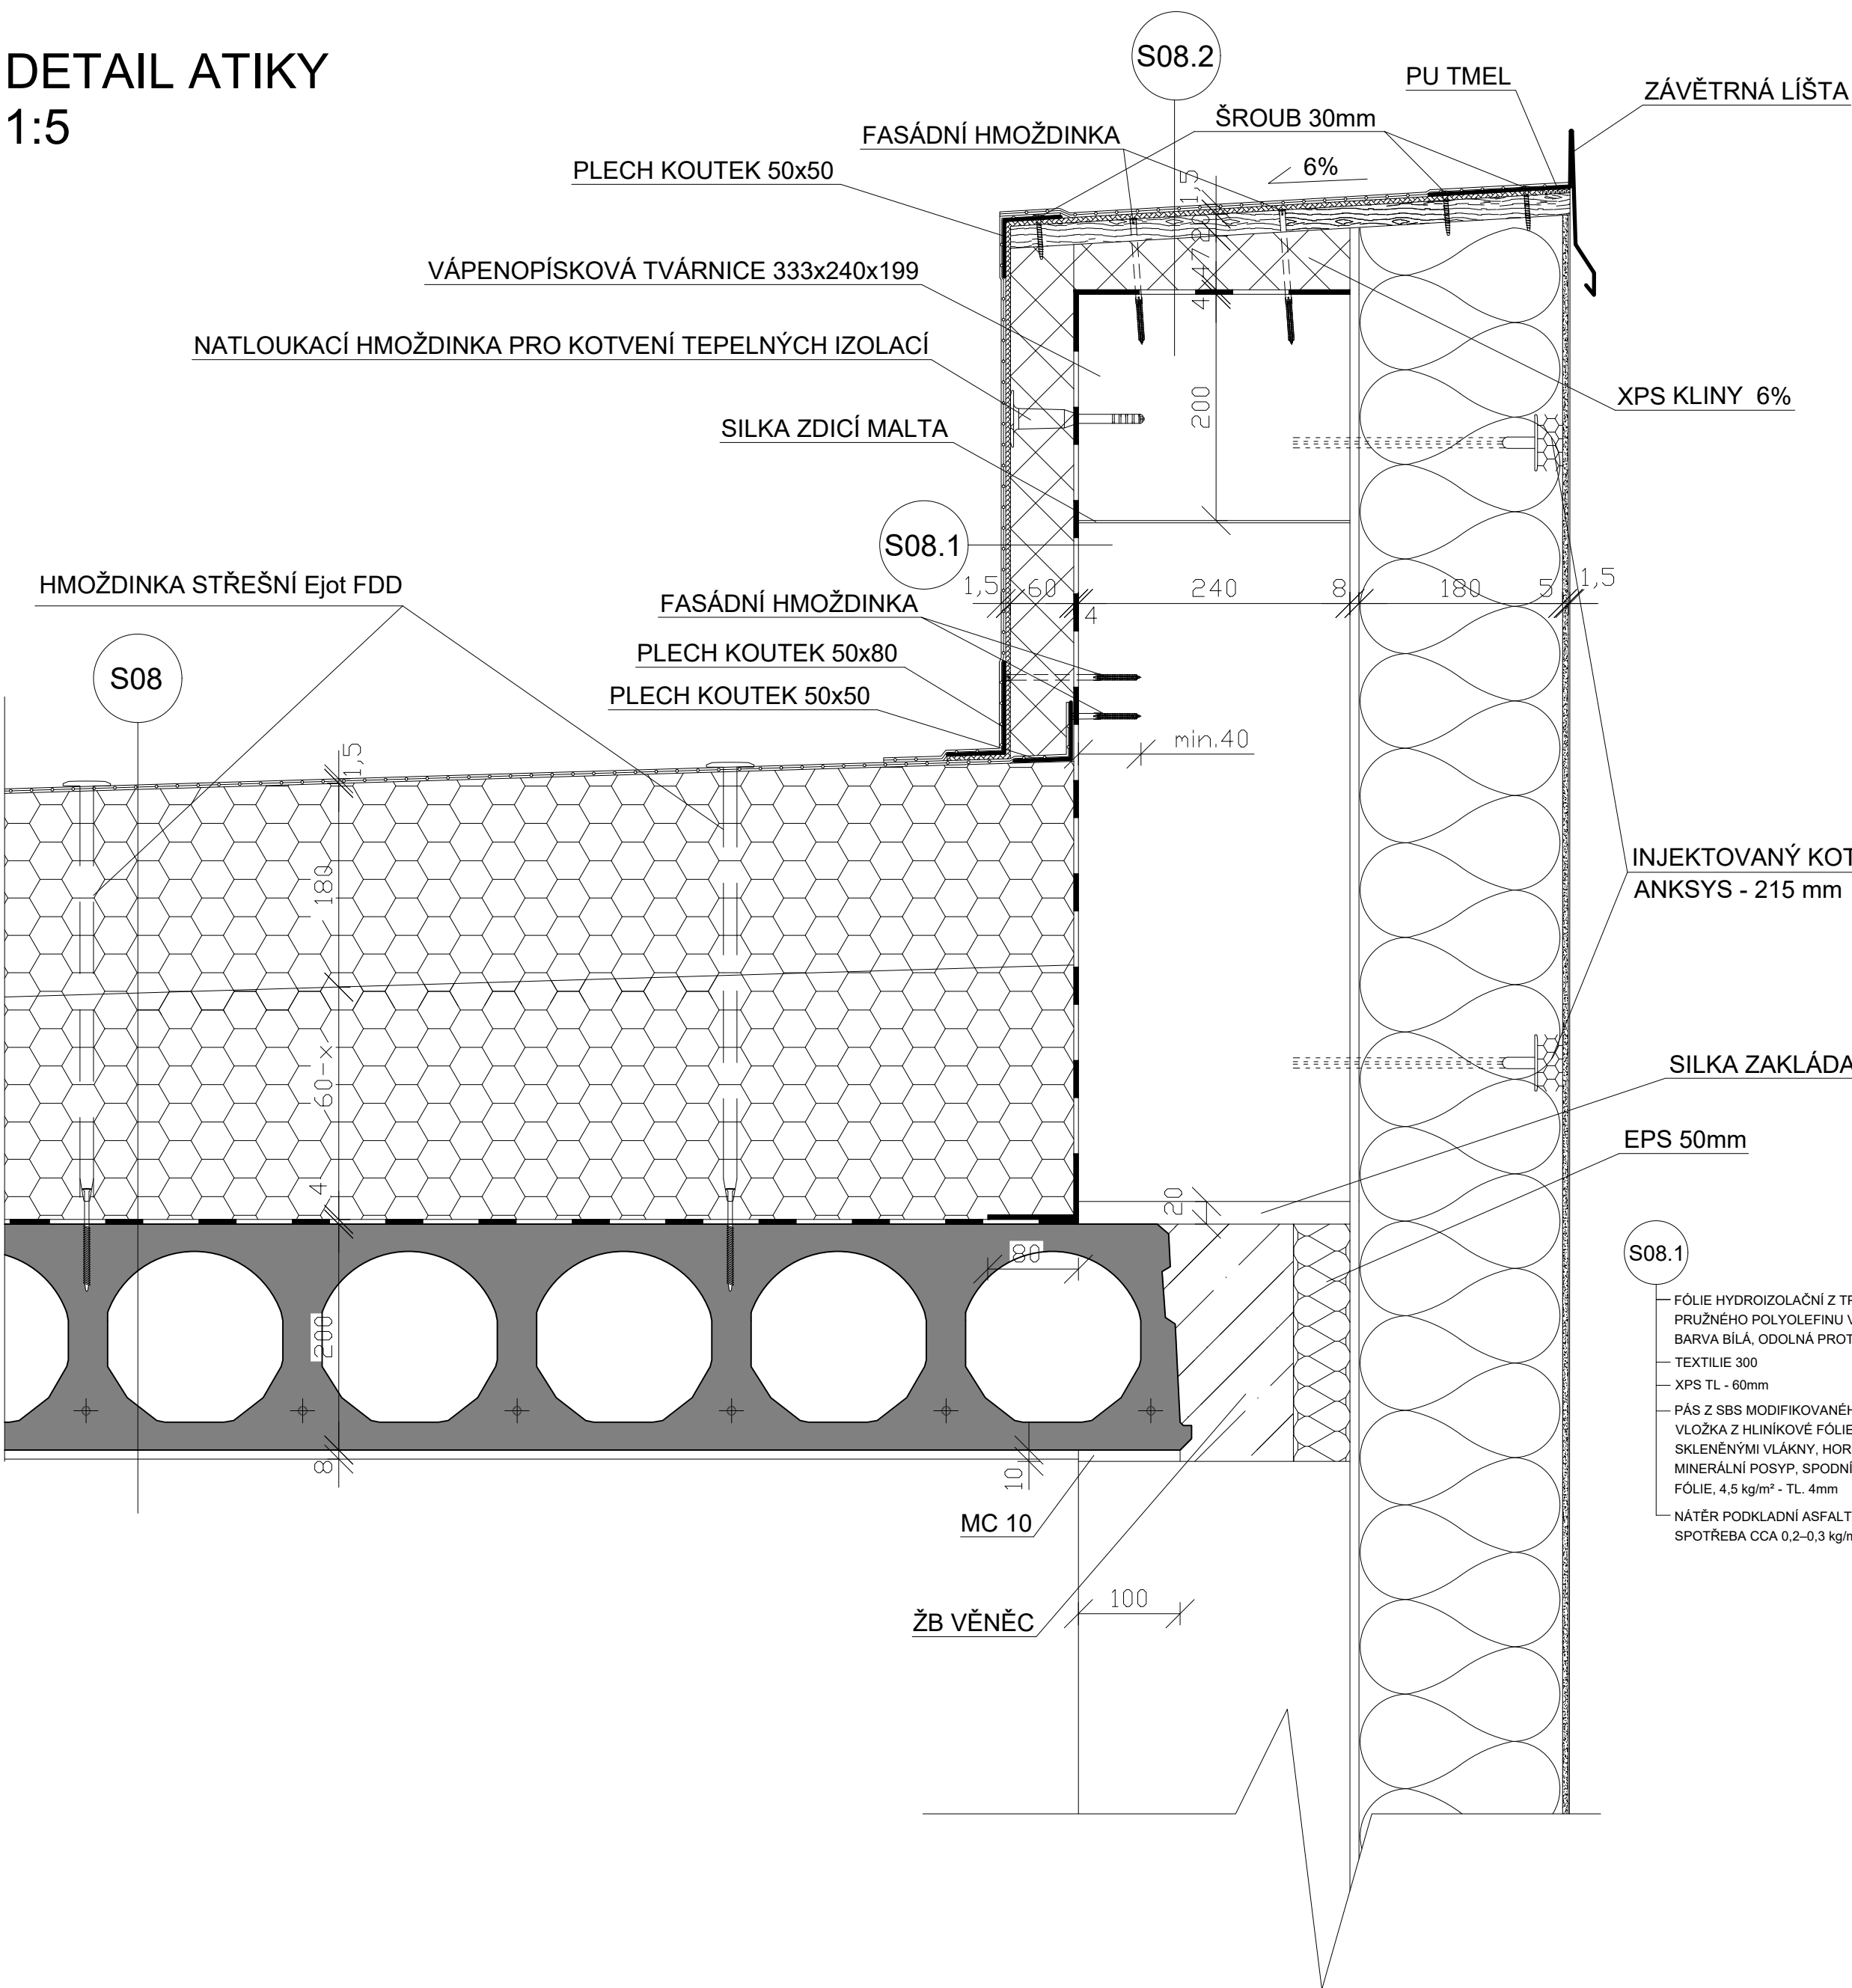 DETAIL ATIKY
1:5
S08.2
PU TMEL
ZÁVĚTRNÁ LÍŠTA
ŠROUB 30mm
FASÁDNÍ HMOŽDINKA
6%
PLECH KOUTEK 50x50
1,5
28
47
4
VÁPENOPÍSKOVÁ TVÁRNICE 333x240x199
NATLOUKACÍ HMOŽDINKA PRO KOTVENÍ TEPELNÝCH IZOLACÍ
XPS KLINY 6%
200
SILKA ZDICÍ MALTA
S08.1
HMOŽDINKA STŘEŠNÍ Ejot FDD
1,5 60 4 240 8 180 5 1,5
FASÁDNÍ HMOŽDINKA
PLECH KOUTEK 50x80
S08
PLECH KOUTEK 50x50
min.40
1,5
180
60-x
4
200
8
INJEKTOVANÝ KOT
ANKSYS - 215 mm
SILKA ZAKLÁDA
EPS 50mm
20
80
10
MC 10
ŽB VĚNĚC
100
S08.1
FÓLIE HYDROIZOLAČNÍ Z
PRUŽNÉHO POLYOLEFINU V
BARVA BÍLÁ, ODOLNÁ PROT
TEXTILIE 300
XPS TL - 60mm
PÁS Z SBS MODIFIKOVANÉH
VLOŽKA Z HLINÍKOVÉ FÓLIE
SKLENĚNÝMI VLÁKNY, HOR
MINERÁLNÍ POSYP, SPODNÍ
FÓLIE, 4,5 kg/m² - TL. 4mm
NÁTĚR PODKLADNÍ ASFALT
SPOTŘEBA CCA 0,2–0,3 kg/m